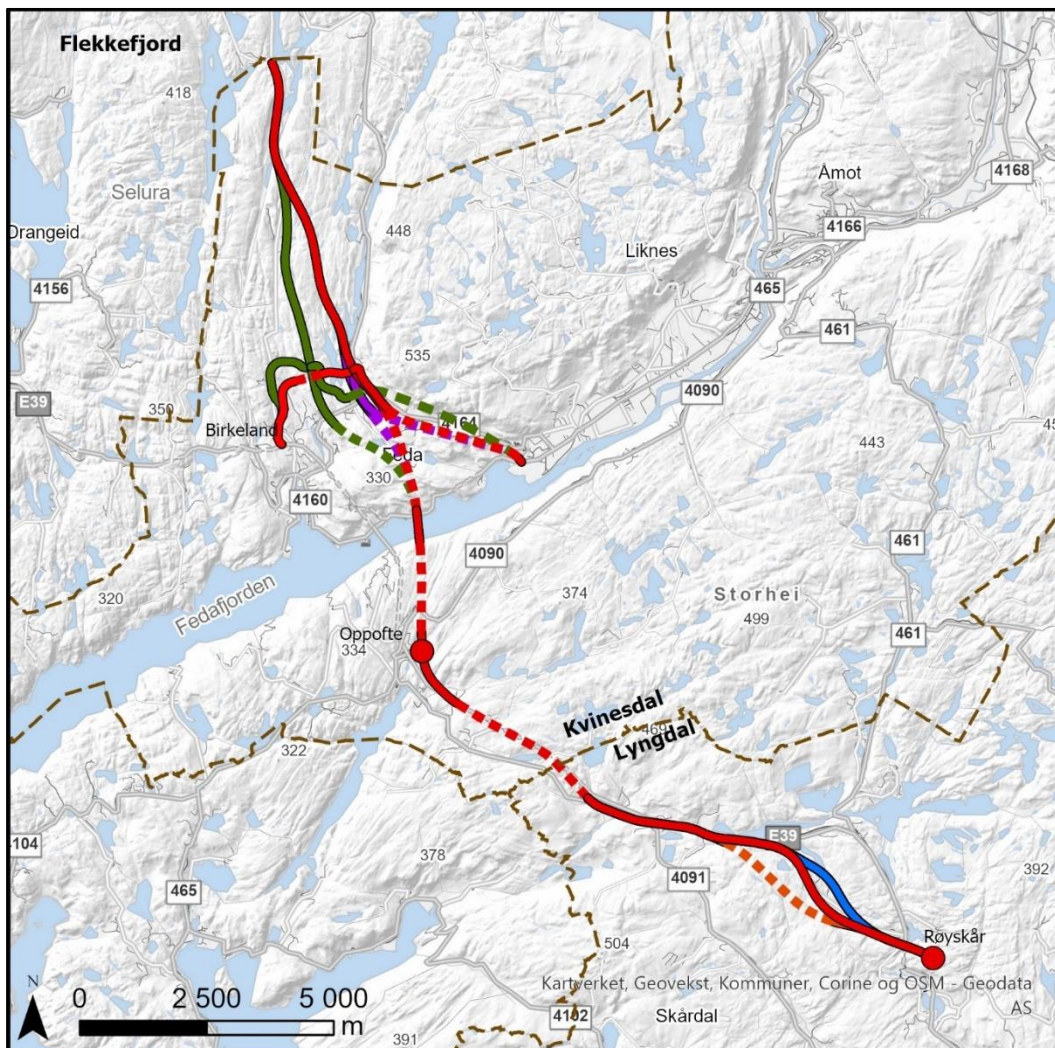 Flekkefjord
418
Selura
448
Åmot
4168
4166
Drangeid
4156
Liknes
465
461
E39
350
535
4090
4164
Birkeland
Feda
330
443
4160
4090
461
320
Fedafjorden
374
Storhei
499
461
Oppofte
334
Kvinesdal
469
Lyngdal
322
E39
378
4091
392
465
504
Røyskår
N
0 2 500 5 000
m
Kartverket, Geovekst, Kommuner, Corine og OSM - Geodata
AS
4102
Skårdal
391